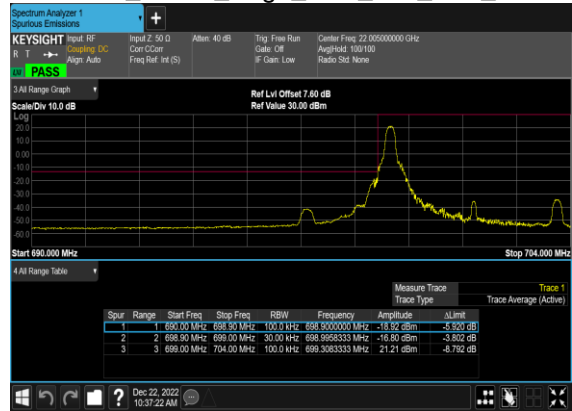 Spectrum Analyzer 1
Spurious Emissions
KEYSIGHT Input: RF Input Z: 50 Ω Atten: 40 dB Trig: Free Run Center Freq: 22.005000000 GHz
R T Coupling: DC Corr CCorr Gate: Off Avg|Hold: 100/100
Align: Auto Freq Ref: Int (S) IF Gain: Low Radio Std: None
LW PASS
3 All Range Graph
Ref Lvl Offset 7.60 dB
Scale/Div 10.0 dB Ref Value 30.00 dBm
Log
20.0
10.0
0.00
-10.0
-20.0
-30.0
-40.0
-50.0
-60.0
Start 690.000 MHz Stop 704.000 MHz
4 All Range Table
Measure Trace Trace 1
Trace Type Trace Average (Active)
Spur Range Start Freq Stop Freq RBW Frequency Amplitude ΔLimit
1 1 690.00 MHz 698.90 MHz 100.0 kHz 698.9000000 MHz -18.92 dBm -5.920 dB
2 2 698.90 MHz 699.00 MHz 30.00 kHz 698.9958333 MHz -16.80 dBm -3.802 dB
3 3 699.00 MHz 704.00 MHz 100.0 kHz 699.3083333 MHz 21.21 dBm -8.792 dB
? Dec 22, 2022
10:37:22 AM